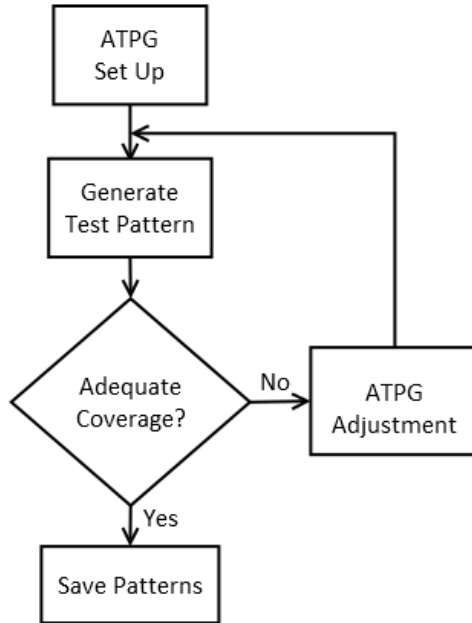 ATPG
Set Up
Generate
Test Pattern
Adequate
Coverage?
No
ATPG
Adjustment
Yes
Save Patterns